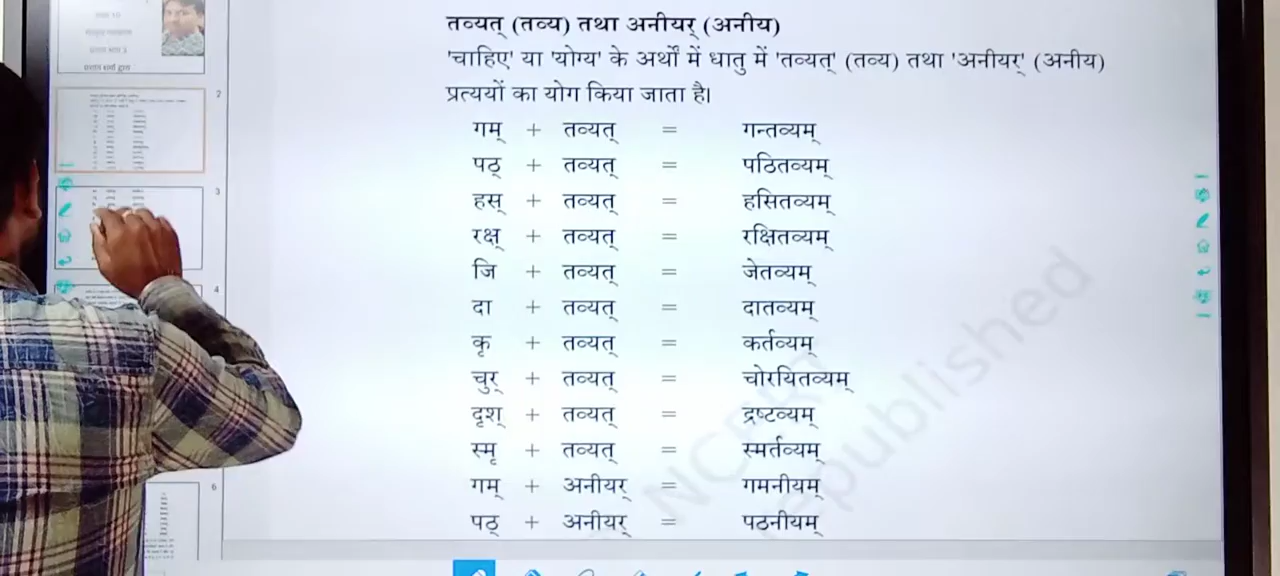 तव्यत् (तव्य) तथा अनीयर् (अनीय)
'चाहिए' या 'योग्य' के अर्थों में धातु में 'तव्यत्' (तव्य) तथा 'अनीयर्' (अनीय)
प्रत्ययों का योग किया जाता है।
गम् + तव्यत् = गन्तव्यम्
पठ् + तव्यत् = पठितव्यम्
हस् + तव्यत् = हसितव्यम्
रक्ष् + तव्यत् = रक्षितव्यम्
जि + तव्यत् = जेतव्यम्
दा + तव्यत् = दातव्यम्
कृ + तव्यत् = कर्तव्यम्
चुर् + तव्यत् = चोरयितव्यम्
दृश् + तव्यत् = द्रष्टव्यम्
स्मृ + तव्यत् = स्मर्तव्यम्
गम् + अनीयर् = गमनीयम्
पठ् + अनीयर् = पठनीयम्
2
3
4
6